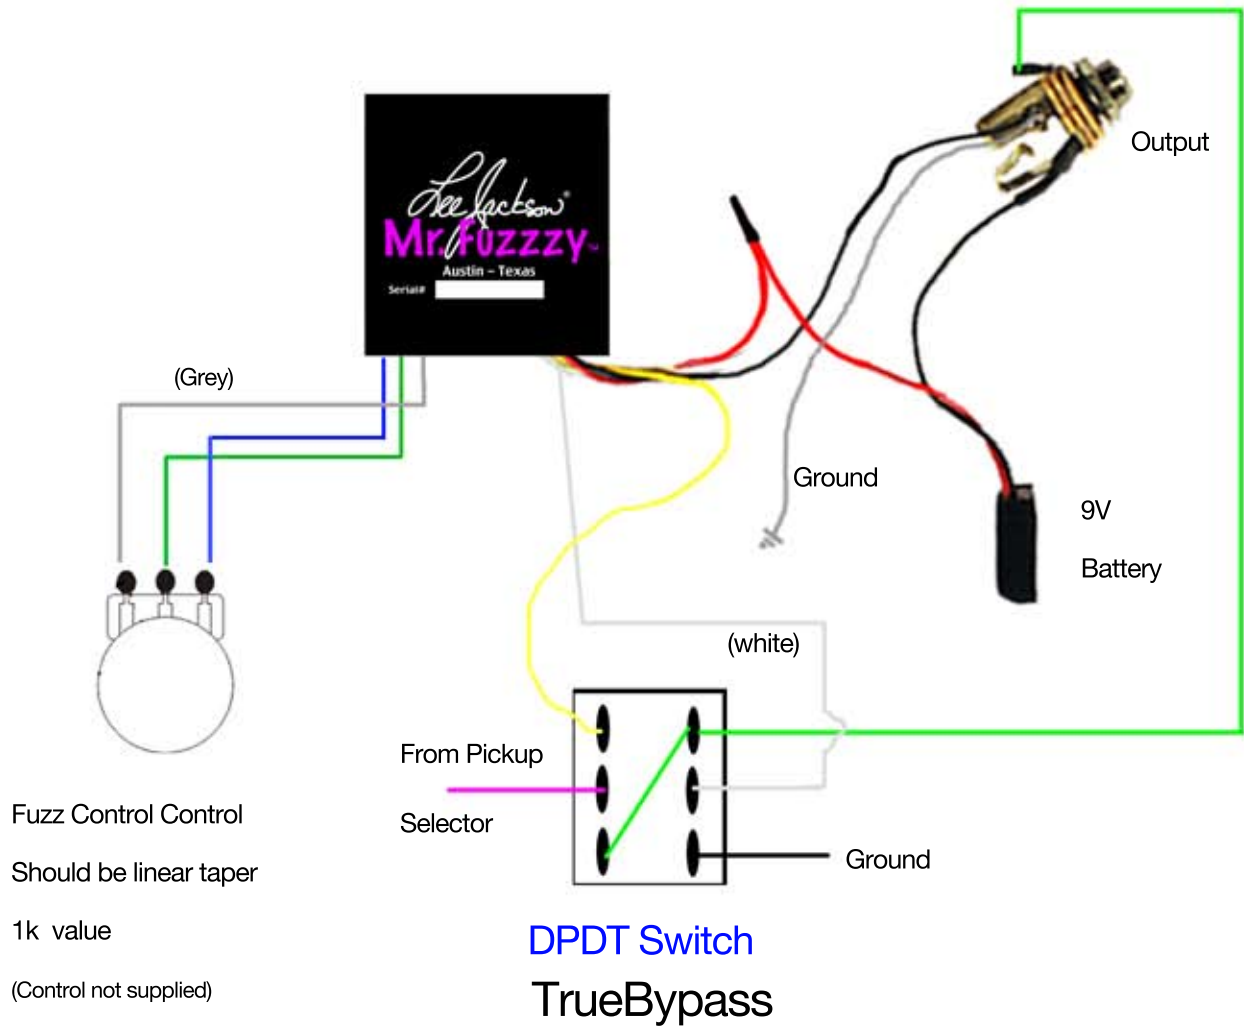 Output
Lee Jackson®
Mr. Fuzzzy™
Austin – Texas
Serial#
(Grey)
Ground
9V
Battery
(white)
From Pickup
Selector
Ground
Fuzz Control Control
Should be linear taper
1k value
(Control not supplied)
DPDT Switch
TrueBypass